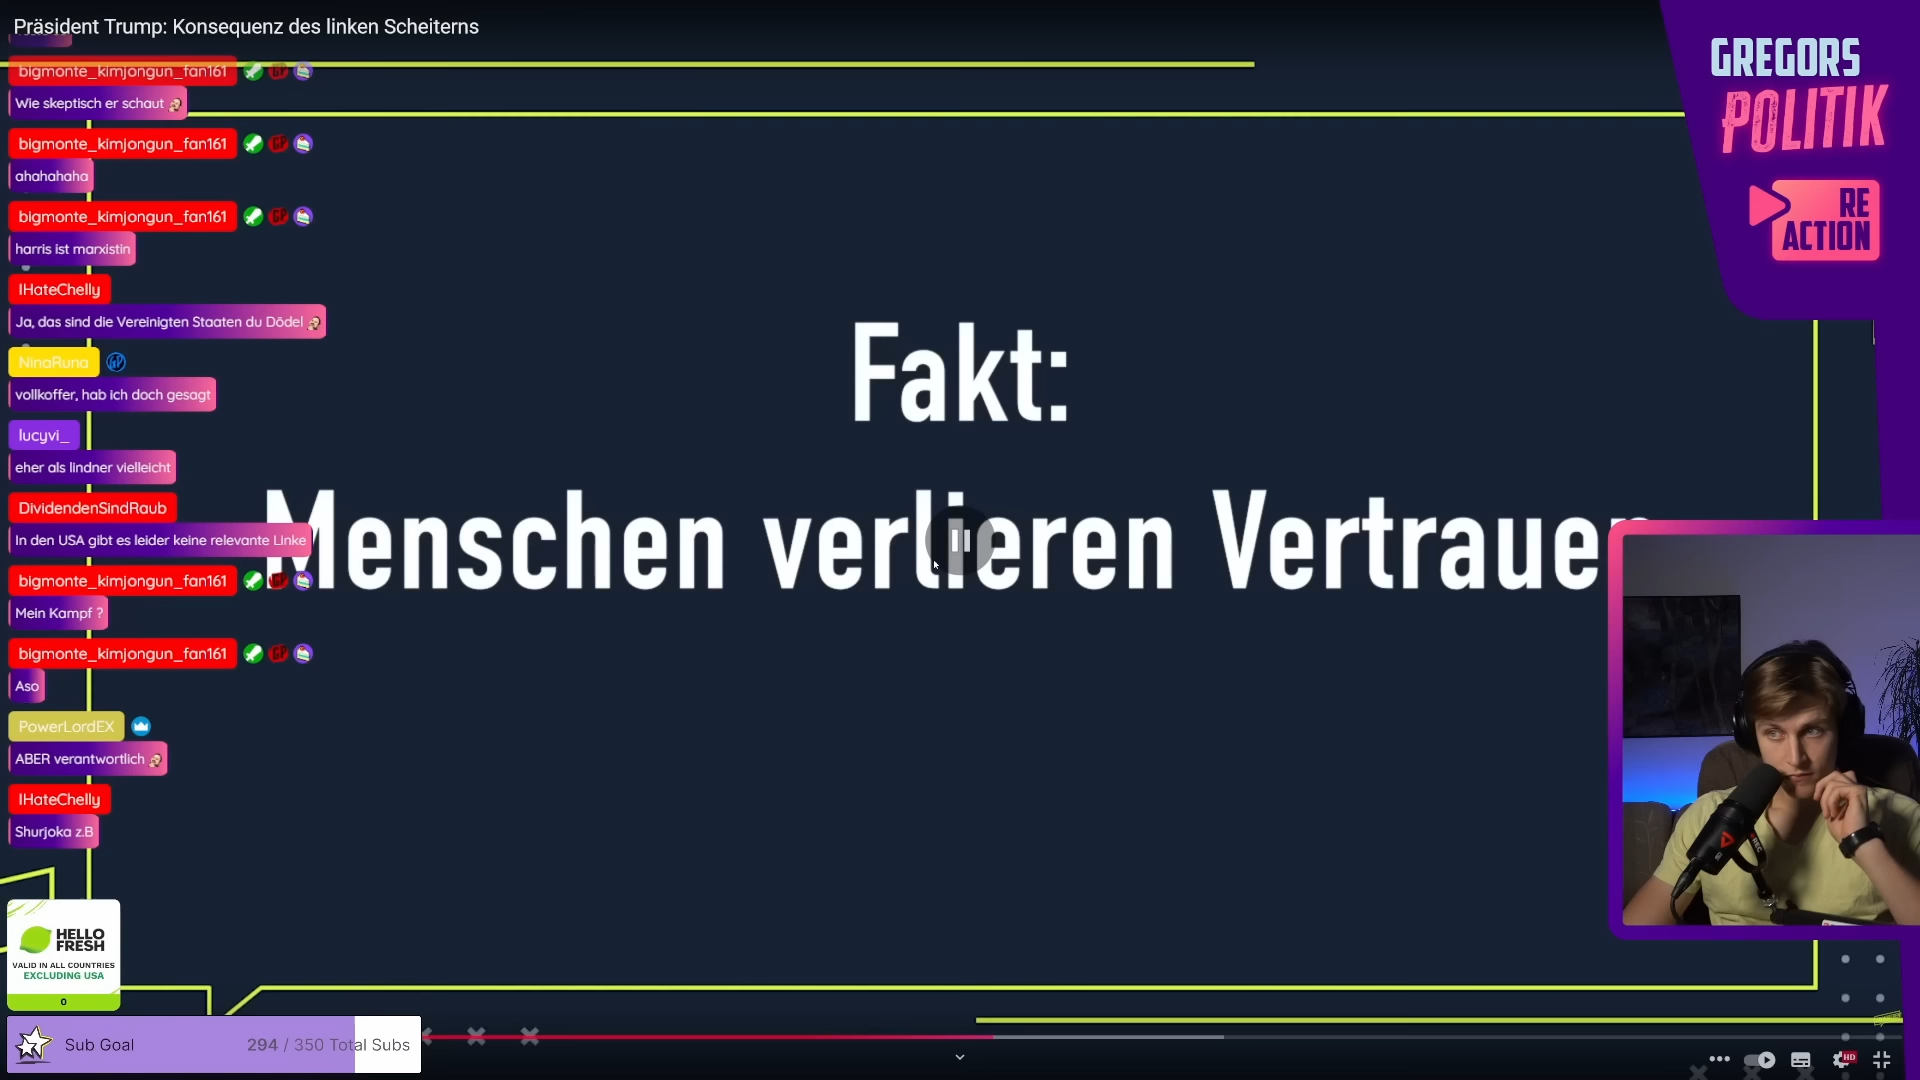 Präsident Trump: Konsequenz des linken Scheiterns
bigmonte_kimjongun_fan161
Wie skeptisch er schaut
bigmonte_kimjongun_fan161
ahahahaha
bigmonte_kimjongun_fan161
harris ist marxistin
IHateChelly
Ja, das sind die Vereinigten Staaten du Dödel
NinaRuna
vollkoffer, hab ich doch gesagt
lucyvi_
eher als lindner vielleicht
DividendenSindRaub
In den USA gibt es leider keine relevante Linke
bigmonte_kimjongun_fan161
Mein Kampf ?
bigmonte_kimjongun_fan161
Aso
PowerLordEX
ABER verantwortlich
IHateChelly
Shurjoka z.B
Fakt:
Menschen verlieren Vertrauen
GREGORS
POLITIK
RE
ACTION
HELLO
FRESH
VALID IN ALL COUNTRIES
EXCLUDING USA
0
Sub Goal
294 / 350 Total Subs
HD